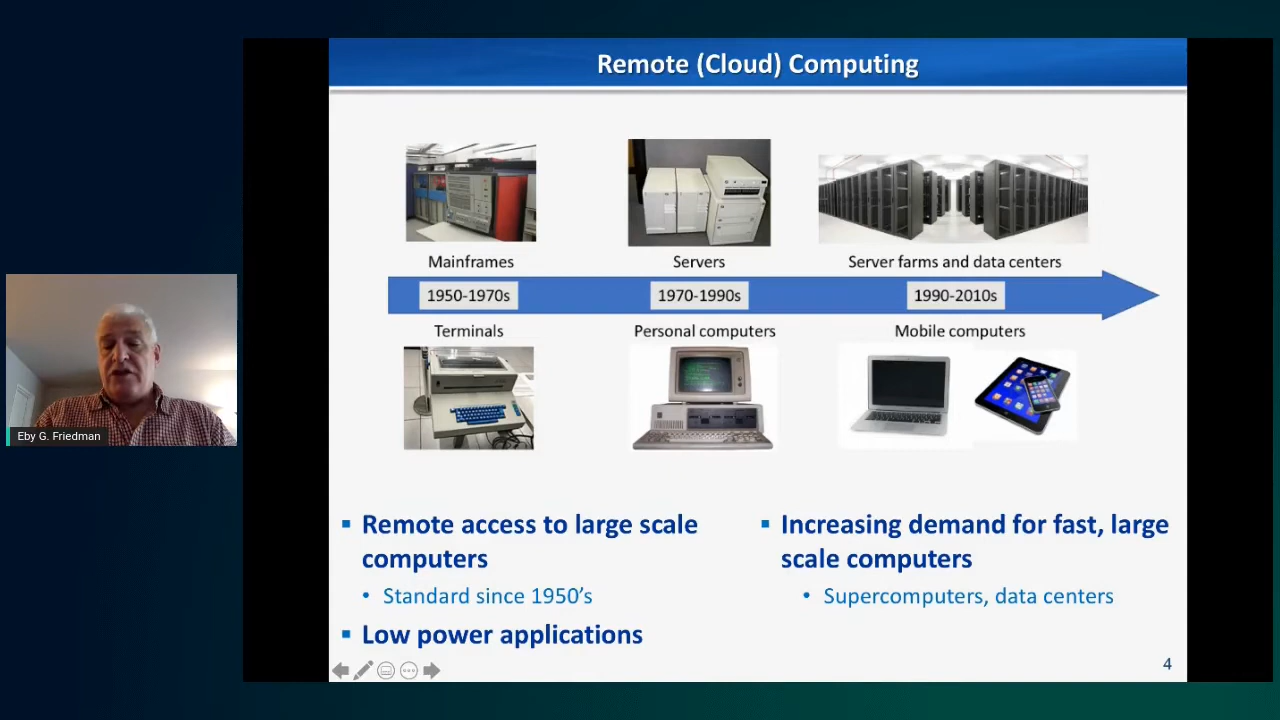 Remote (Cloud) Computing
Mainframes
Servers
Server farms and data centers
1950-1970s
1970-1990s
1990-2010s
Terminals
Personal computers
Mobile computers
Eby G. Friedman
▪ Remote access to large scale
computers
• Standard since 1950’s
▪ Low power applications
▪ Increasing demand for fast, large
scale computers
• Supercomputers, data centers
4